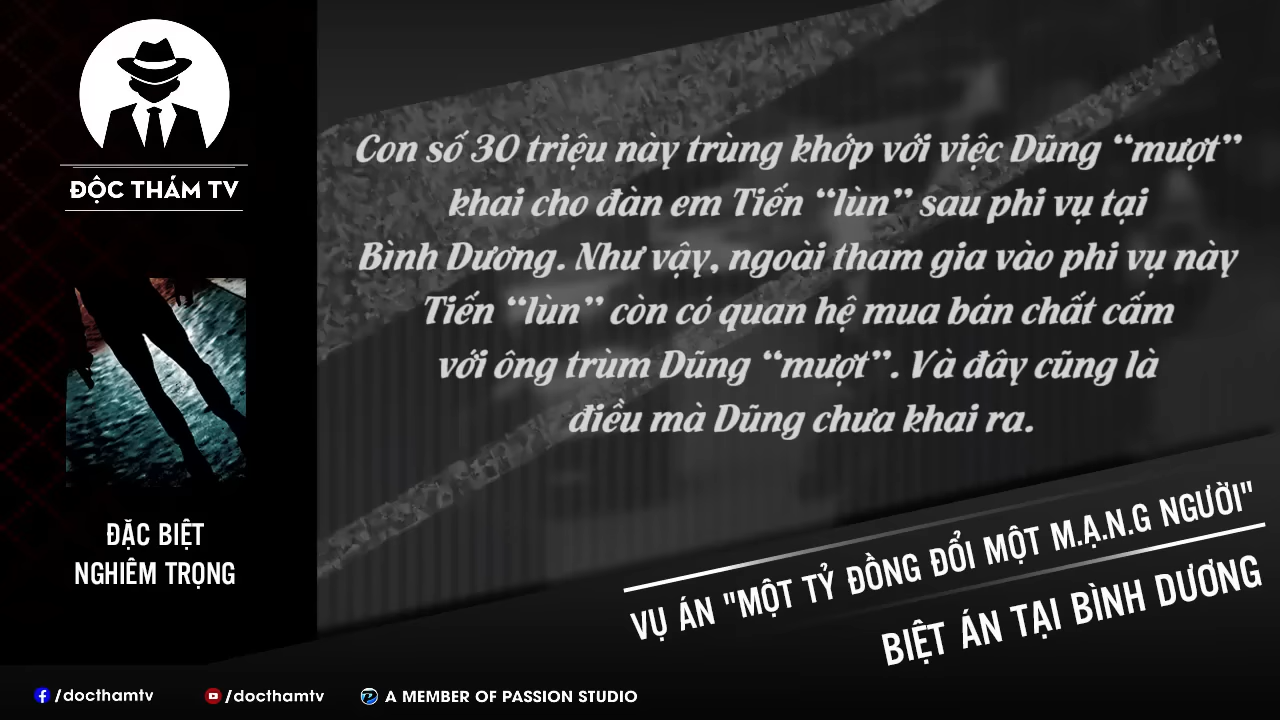 ĐỘC THÁM TV
ĐẶC BIỆT
NGHIÊM TRỌNG
Con số 30 triệu này trùng khớp với việc Dũng “mượt”
khai cho đàn em Tiến “lùn” sau phi vụ tại
Bình Dương. Như vậy, ngoài tham gia vào phi vụ này
Tiến “lùn” còn có quan hệ mua bán chất cấm
với ông trùm Dũng “mượt”. Và đây cũng là
điều mà Dũng chưa khai ra.
VỤ ÁN "MỘT TỶ ĐỒNG ĐỔI MỘT M.Ạ.N.G NGƯỜI"
BIỆT ÁN TẠI BÌNH DƯƠNG
/docthamtv
/docthamtv
A MEMBER OF PASSION STUDIO